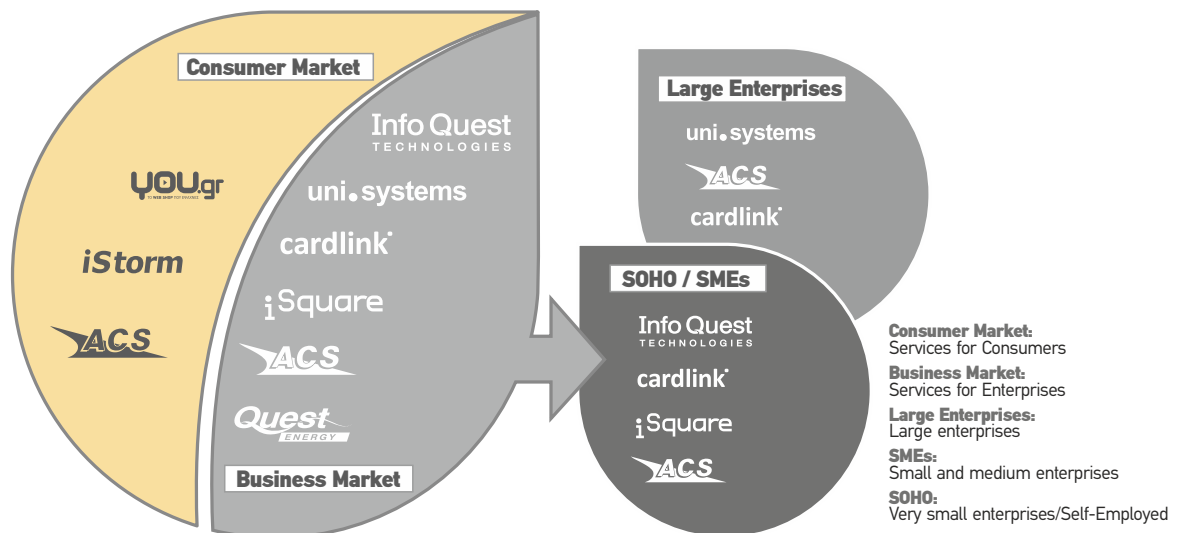 Consumer Market
YOU.gr
iStorm
ACS
Info Quest
TECHNOLOGIES
uni.systems
cardlink
iSquare
ACS
Quest
ENERGY
Business Market
Large Enterprises
uni.systems
ACS
cardlink
SOHO / SMEs
Info Quest
TECHNOLOGIES
cardlink
iSquare
ACS
Consumer Market:
Services for Consumers
Business Market:
Services for Enterprises
Large Enterprises:
Large enterprises
SMEs:
Small and medium enterprises
SOHO:
Very small enterprises/Self-Employed